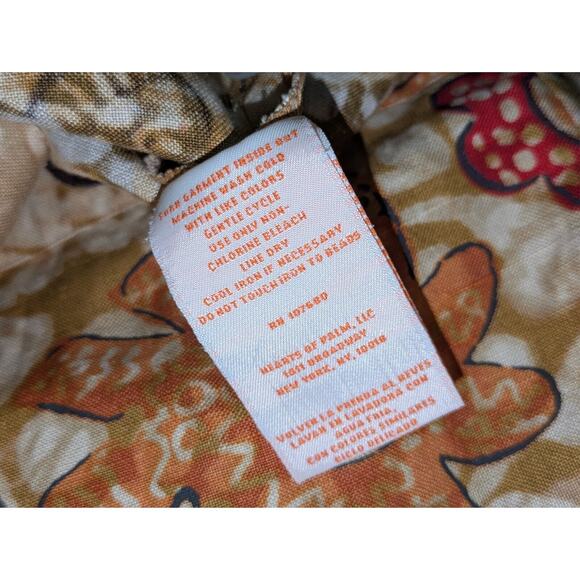 TURN GARMENT INSIDE OUT
MACHINE WASH COLD
WITH LIKE COLORS
GENTLE CYCLE
USE ONLY NON-
CHLORINE BLEACH
LINE DRY
COOL IRON IF NECESSARY
DO NOT TOUCH IRON TO BEADS
RN 107680
HEARTS OF PALM, LLC
1411 BROADWAY
NEW YORK, NY, 10018
VOLVER LA PRENDA AL REVES
LAVAR EN LAVADORA CON
AGUA FRIA
CON COLORES SIMILARES
CICLO DELICADO